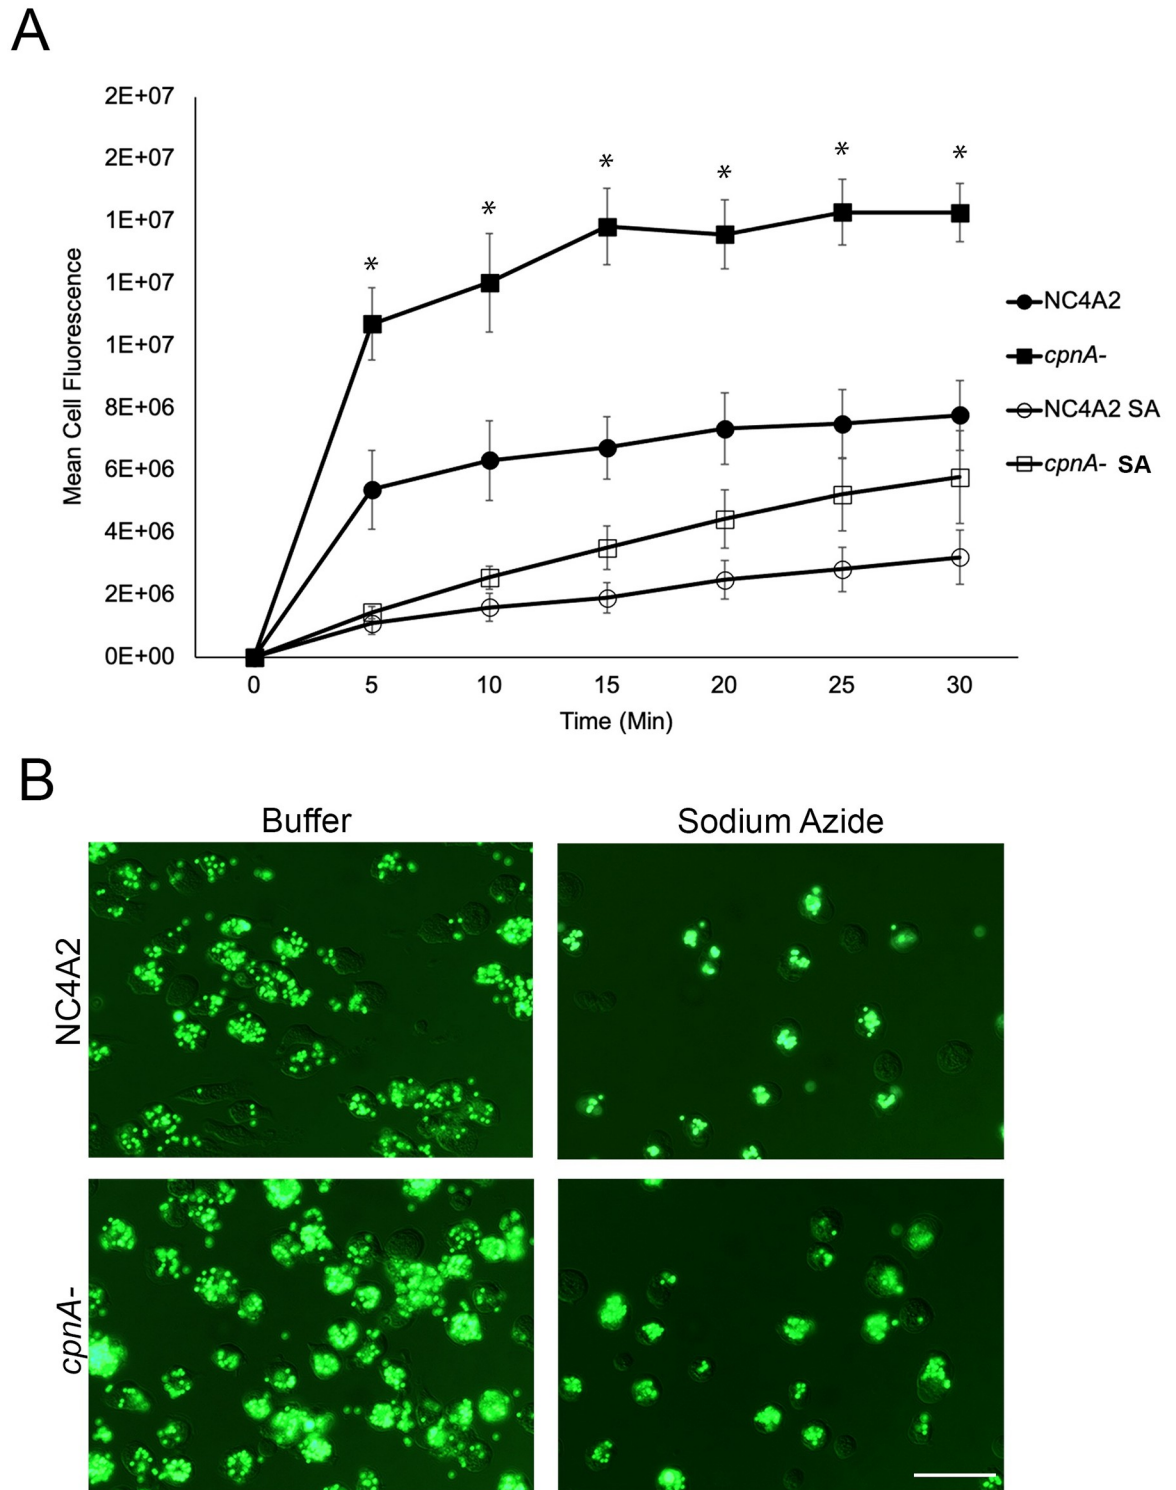 A
2E+07
2E+07
1E+07
1E+07
1E+07
8E+06
6E+06
4E+06
2E+06
0E+00
Mean Cell Fluorescence
* * * * * *
0 5 10 15 20 25 30
Time (Min)
NC4A2
cpnA-
NC4A2 SA
cpnA- SA
B
Buffer Sodium Azide
NC4A2
cpnA-